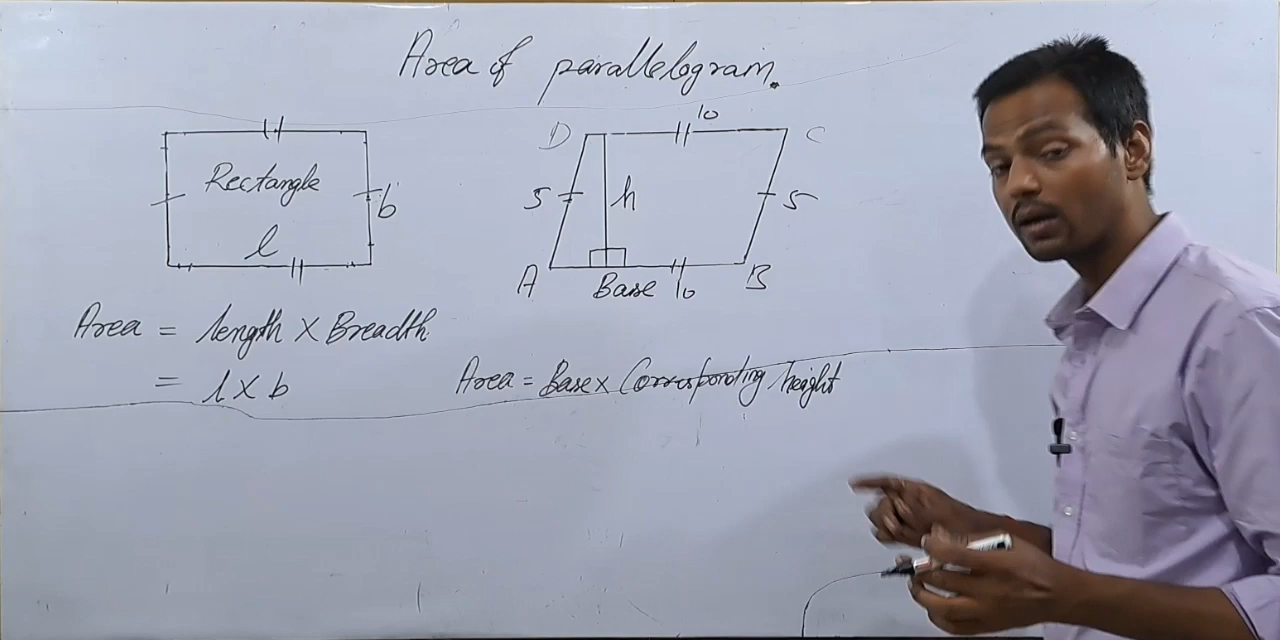 Area of parallelogram.
Rectangle
b
l
Area = length × Breadth
= l × b
D 10 C
5 h 5
A Base 10 B
Area = Base × Corresponding height